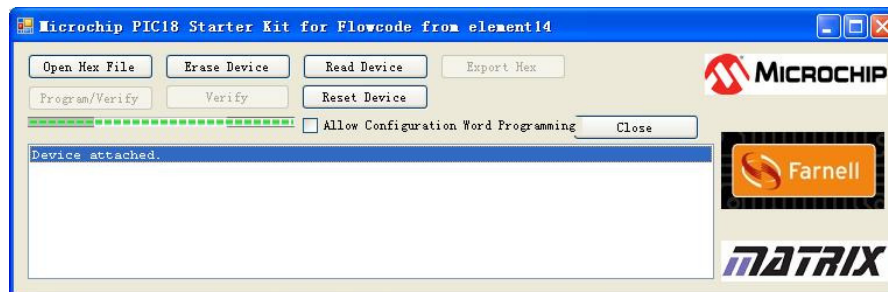 Microchip PIC18 Starter Kit for Flowcode from element14
Open Hex File Erase Device Read Device Export Hex
Program/Verify Verify Reset Device
Allow Configuration Word Programming Close
Device attached.
MICROCHIP
Farnell
MATRIX